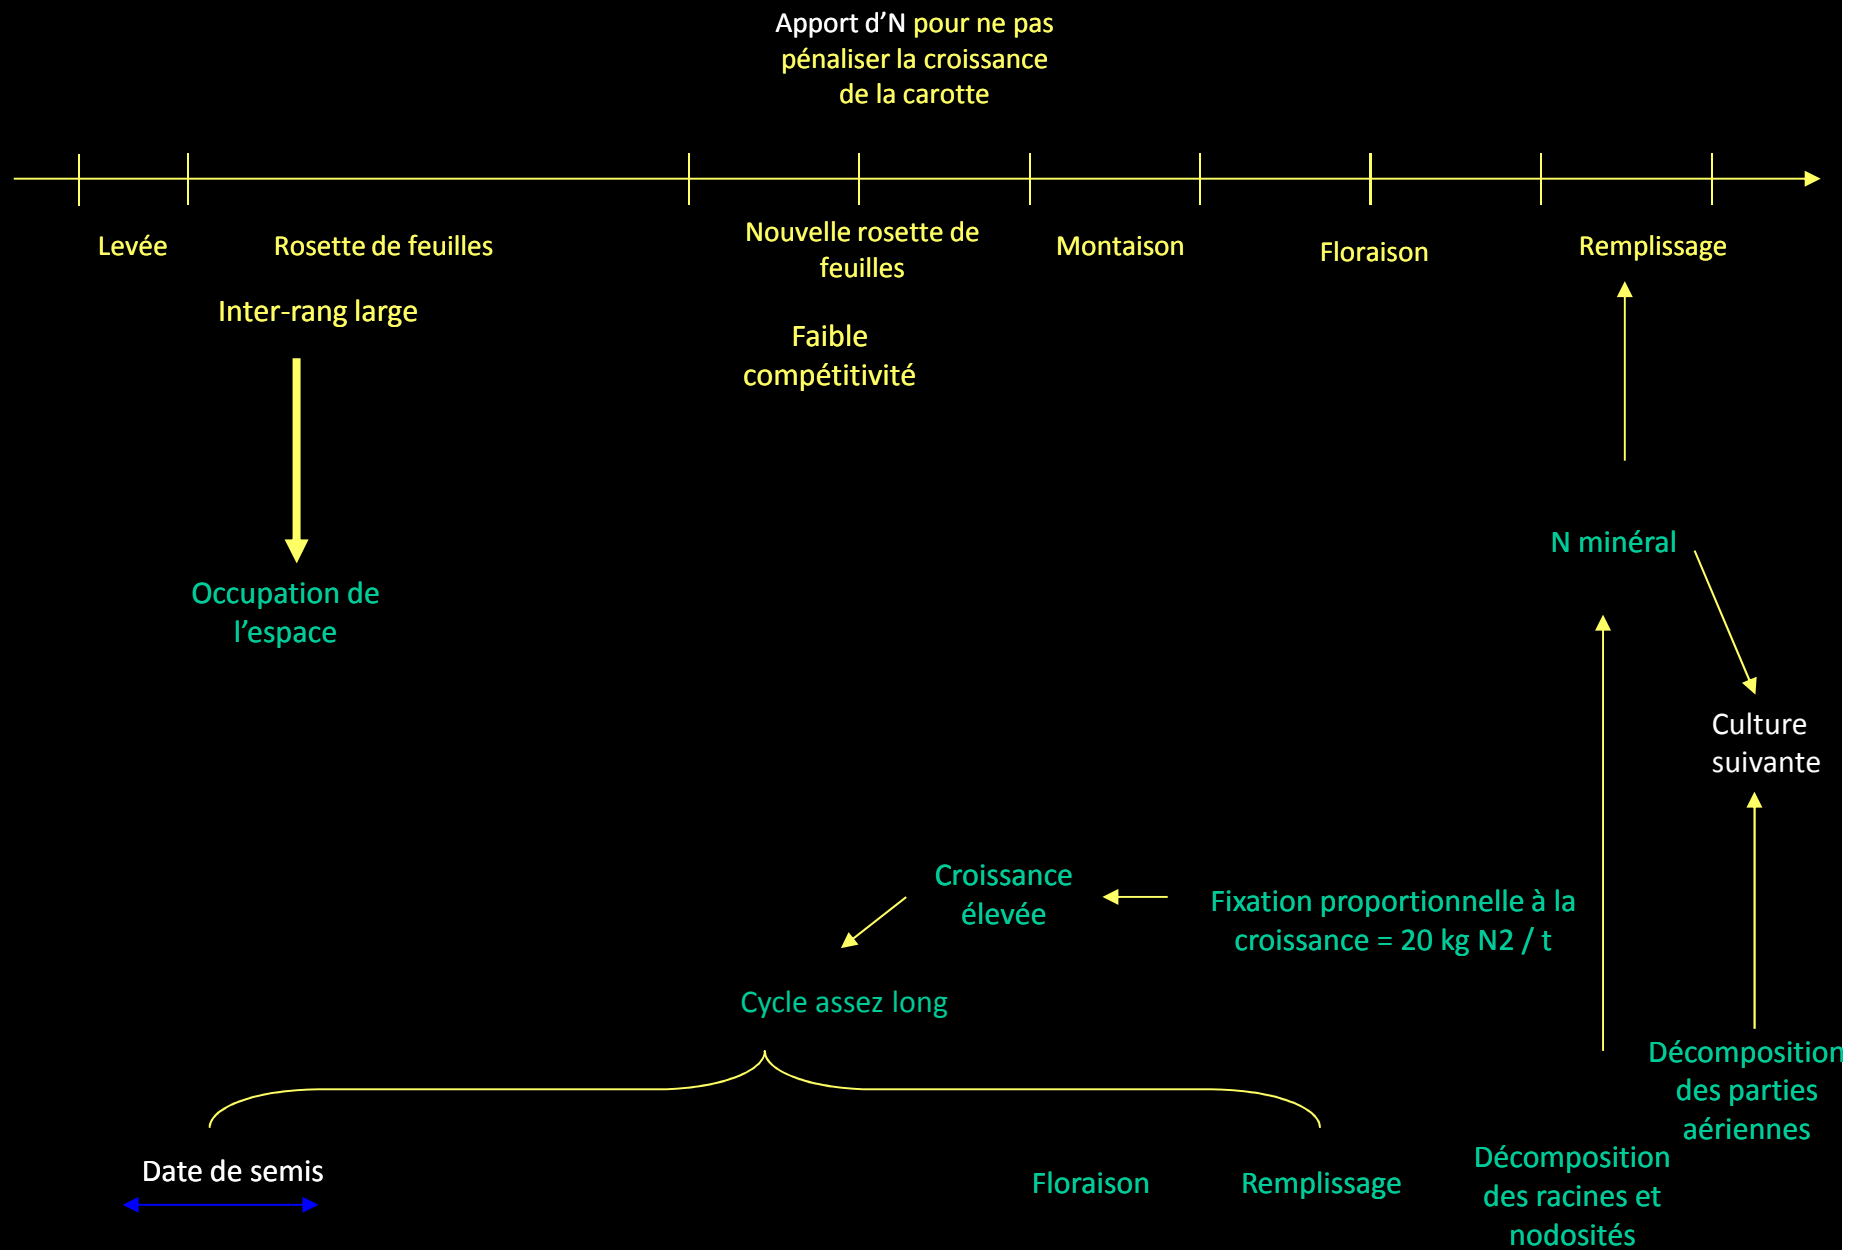 Apport d’N pour ne pas
pénaliser la croissance
de la carotte
Levée
Rosette de feuilles
Nouvelle rosette de
feuilles
Montaison
Floraison
Remplissage
Inter-rang large
Faible
compétitivité
Occupation de
l’espace
N minéral
Culture
suivante
Croissance
élevée
Fixation proportionnelle à la
croissance = 20 kg N2 / t
Cycle assez long
Décomposition
des parties
aériennes
Date de semis
Floraison
Remplissage
Décomposition
des racines et
nodosités